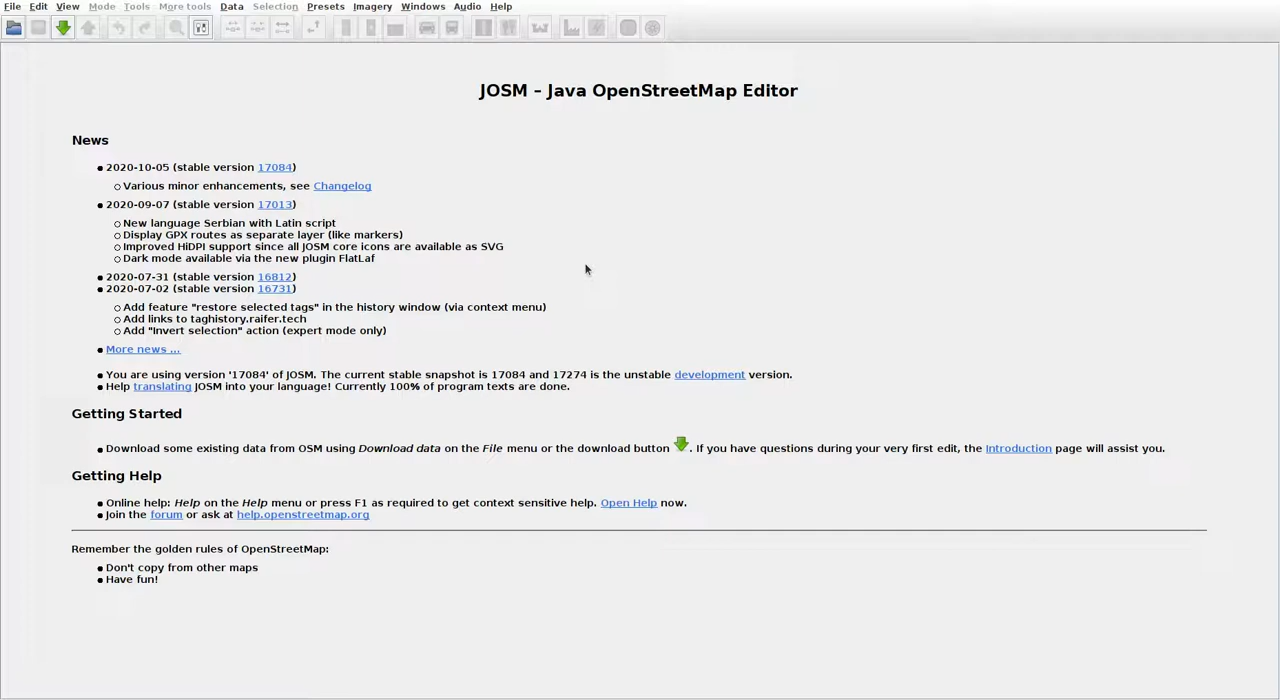 File Edit View Mode Tools More tools Data Selection Presets Imagery Windows Audio Help
JOSM – Java OpenStreetMap Editor
News
2020-10-05 (stable version 17084)
Various minor enhancements, see Changelog
2020-09-07 (stable version 17013)
New language Serbian with Latin script
Display GPX routes as separate layer (like markers)
Improved HiDPI support since all JOSM core icons are available as SVG
Dark mode available via the new plugin FlatLaf
2020-07-31 (stable version 16812)
2020-07-02 (stable version 16731)
Add feature "restore selected tags" in the history window (via context menu)
Add links to taghistory.raifer.tech
Add "Invert selection" action (expert mode only)
More news ...
You are using version '17084' of JOSM. The current stable snapshot is 17084 and 17274 is the unstable development version.
Help translating JOSM into your language! Currently 100% of program texts are done.
Getting Started
Download some existing data from OSM using Download data on the File menu or the download button . If you have questions during your very first edit, the Introduction page will assist you.
Getting Help
Online help: Help on the Help menu or press F1 as required to get context sensitive help. Open Help now.
Join the forum or ask at help.openstreetmap.org
Remember the golden rules of OpenStreetMap:
Don't copy from other maps
Have fun!